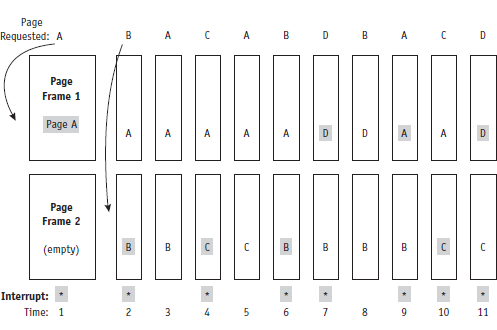 Page
Requested: A B A C A B D B A C D
Page
Frame 1
Page A
A A A A A D D A A D
Page
Frame 2
(empty)
B B C C B B B B C C
Interrupt: * * * * * * * *
Time: 1 2 3 4 5 6 7 8 9 10 11